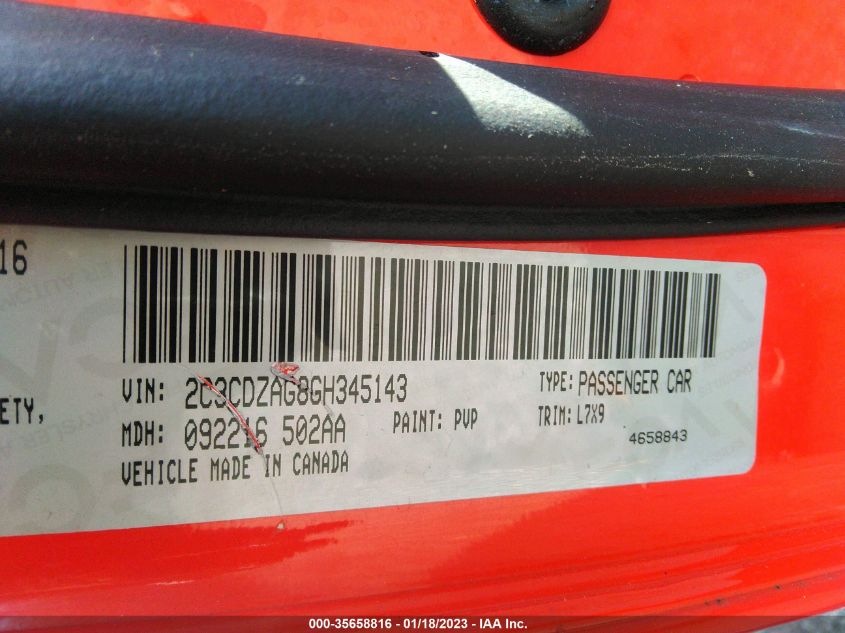 16
VIN: 2C3CDZAG8GH345143 TYPE: PASSENGER CAR
ETY,
MDH: 092216 502AA PAINT: PVP TRIM: L7X9
4658843
VEHICLE MADE IN CANADA
000-35658816 - 01/18/2023 - IAA Inc.